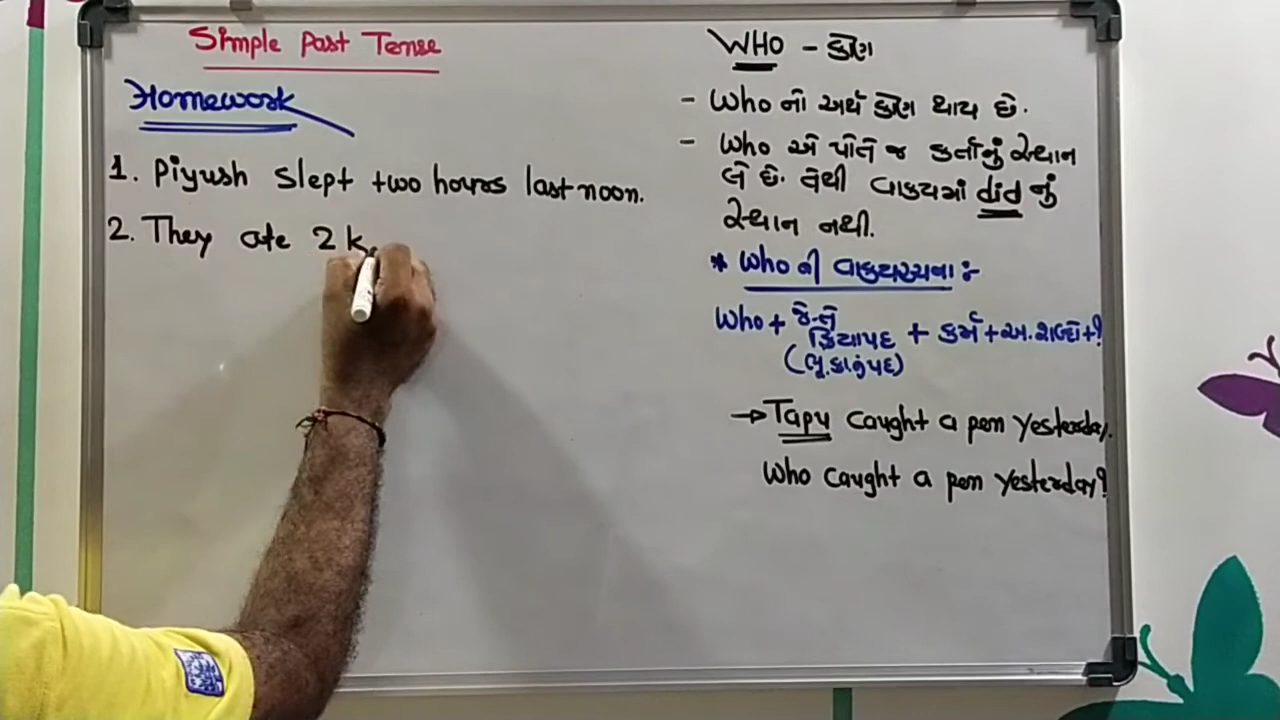 Simple Past Tense
Homework
1. Piyush slept two hours last noon.
2. They ate 2 k
WHO - કોણ
- Who નો અર્થ કોણ થાય છે.
- Who એ પોતે જ કર્તાનું સ્થાન
લે છે. તેથી વાક્યમાં did નું
સ્થાન નથી.
* Who ની વાક્યરચના :-
Who + જે-તે ક્રિયાપદ + કર્મ + અ. શબ્દો + ?
(ભૂ.કાનુંપદ)
→ Tapu caught a pen yesterday.
Who caught a pen yesterday?